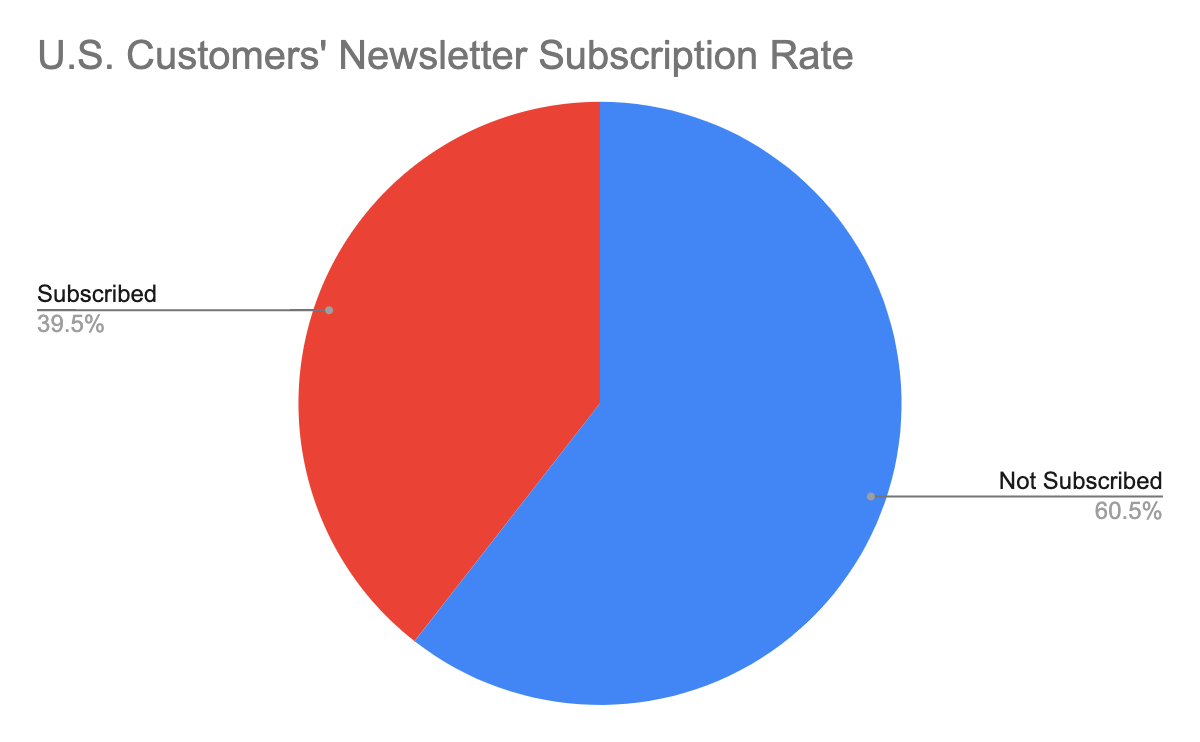 U.S. Customers' Newsletter Subscription Rate
Subscribed
39.5%
Not Subscribed
60.5%